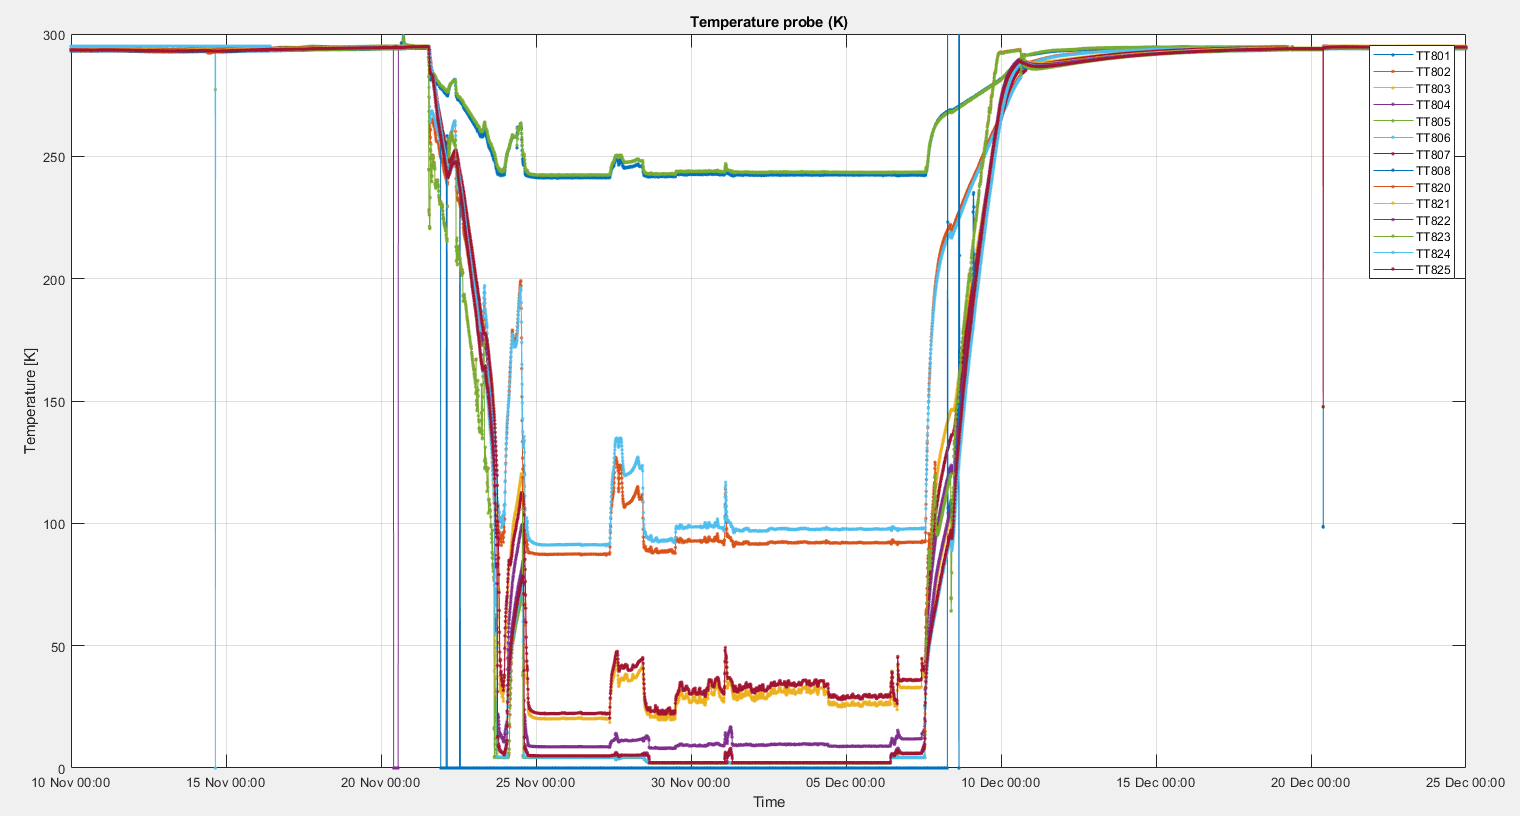 Temperature probe (K)
300
250
200
150
100
50
0
Temperature [K]
TT801
TT802
TT803
TT804
TT805
TT806
TT807
TT808
TT820
TT821
TT822
TT823
TT824
TT825
10 Nov 00:00
15 Nov 00:00
20 Nov 00:00
25 Nov 00:00
30 Nov 00:00
05 Dec 00:00
10 Dec 00:00
15 Dec 00:00
20 Dec 00:00
25 Dec 00:00
Time